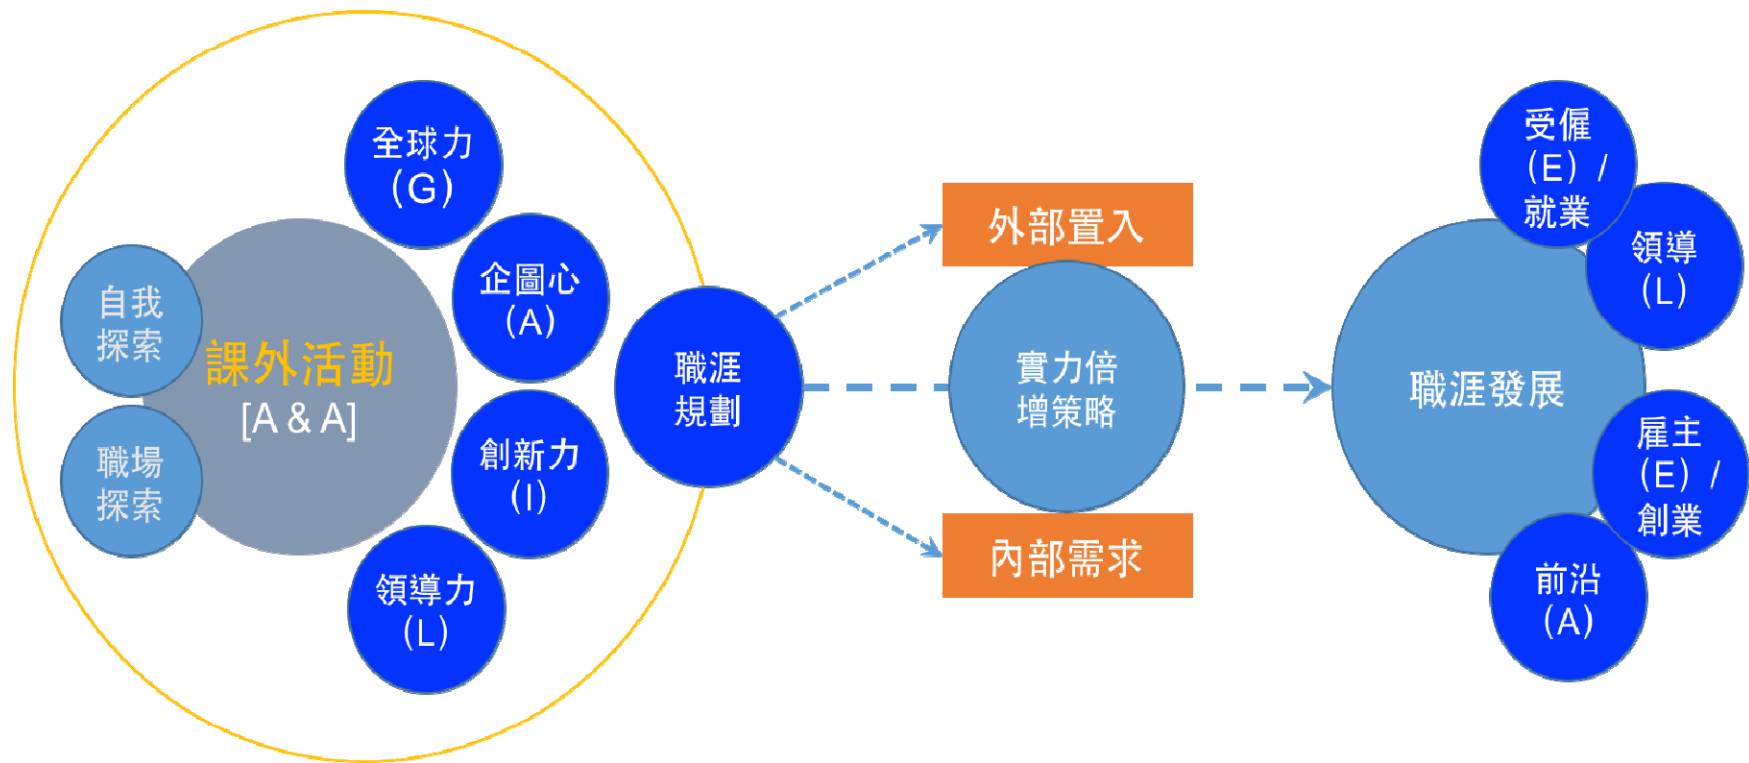 全球力
(G)
企圖心
(A)
自我
探索
課外活動
[A & A]
職場
探索
創新力
(I)
領導力
(L)
職涯
規劃
外部置入
實力倍
增策略
內部需求
職涯發展
受僱
(E) /
就業
領導
(L)
雇主
(E) /
創業
前沿
(A)